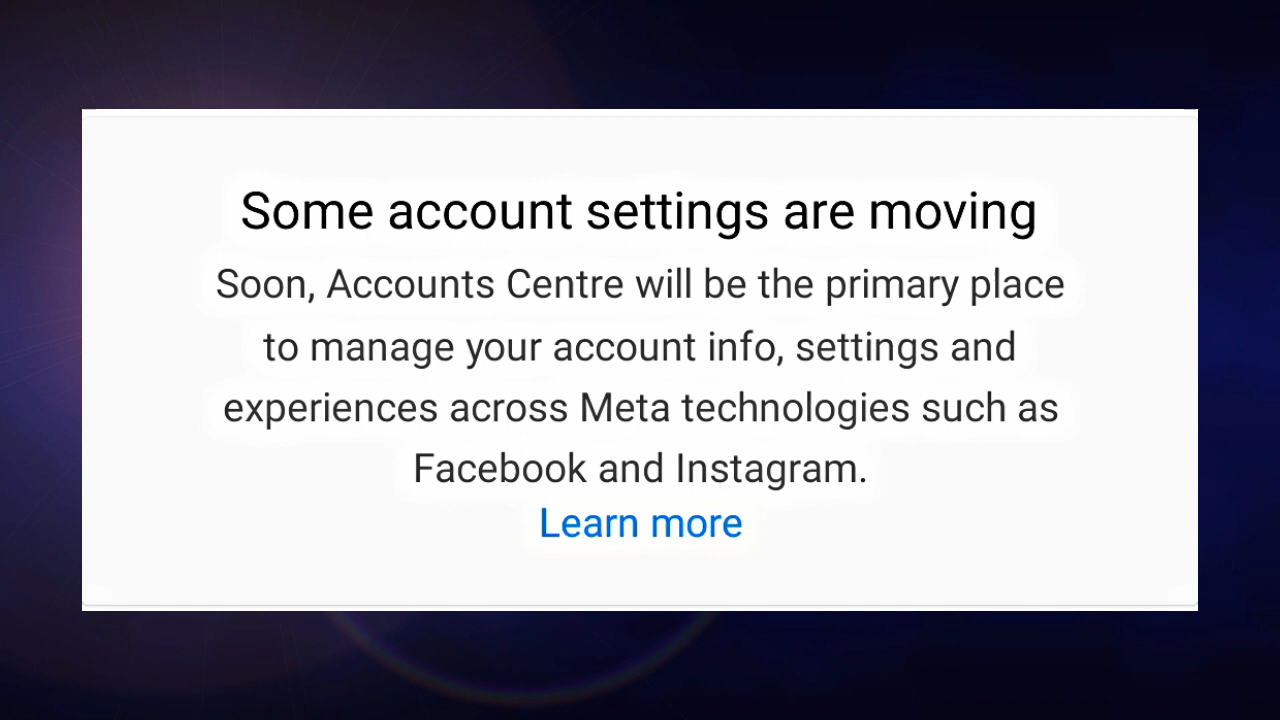 Some account settings are moving
Soon, Accounts Centre will be the primary place
to manage your account info, settings and
experiences across Meta technologies such as
Facebook and Instagram.
Learn more